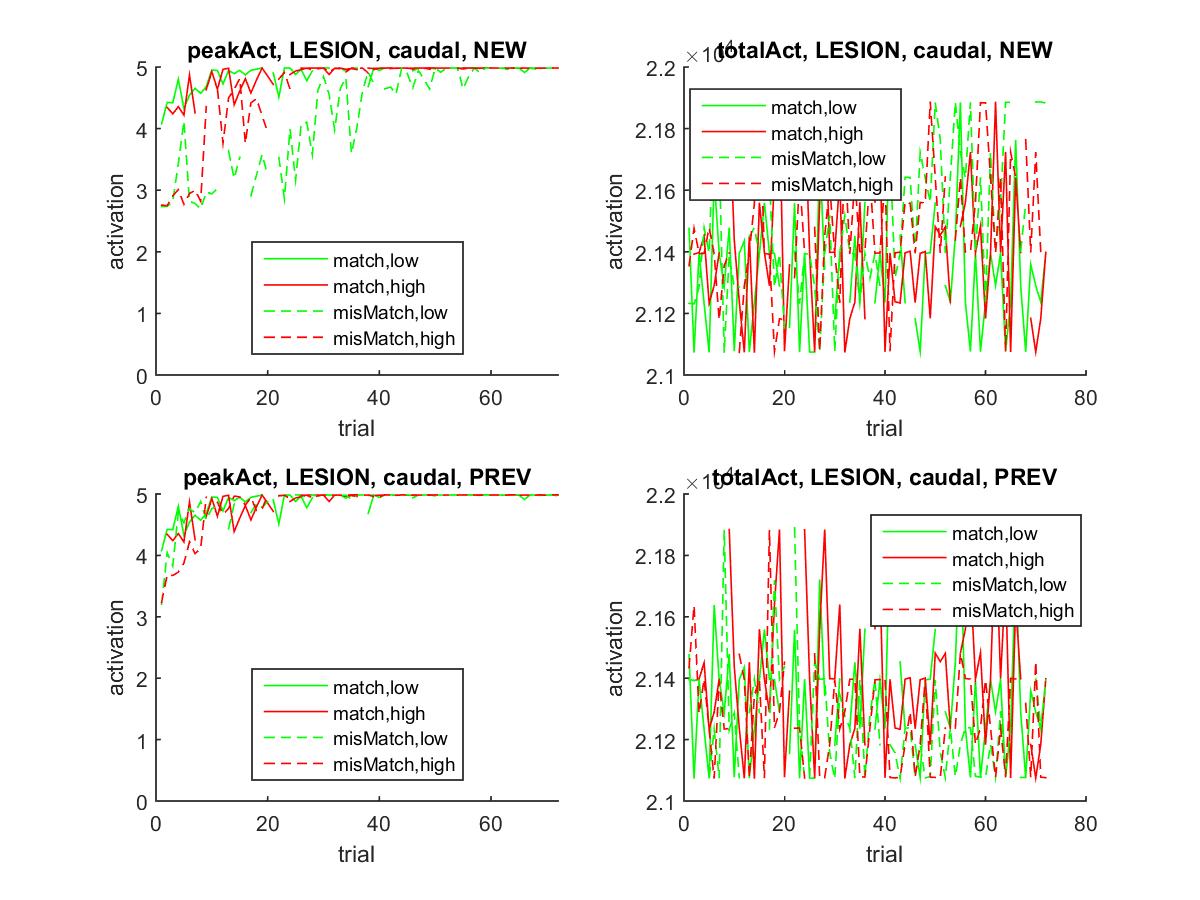 peakAct, LESION, caudal, NEW
5
4
3
2
1
0
activation
match,low
match,high
misMatch,low
misMatch,high
0 20 40 60
trial
totalAct, LESION, caudal, NEW
×10⁴
2.2
2.18
2.16
2.14
2.12
2.1
activation
match,low
match,high
misMatch,low
misMatch,high
0 20 40 60 80
trial
peakAct, LESION, caudal, PREV
5
4
3
2
1
0
activation
match,low
match,high
misMatch,low
misMatch,high
0 20 40 60
trial
totalAct, LESION, caudal, PREV
×10⁴
2.2
2.18
2.16
2.14
2.12
2.1
activation
match,low
match,high
misMatch,low
misMatch,high
0 20 40 60 80
trial